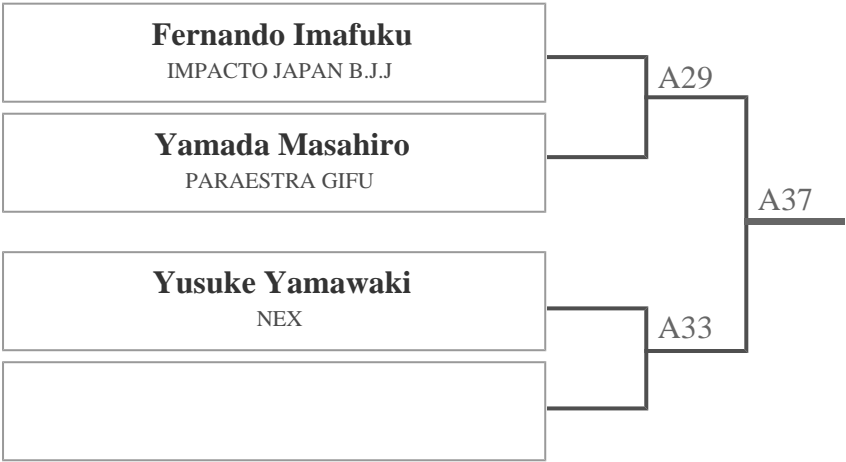 Fernando Imafuku
IMPACTO JAPAN B.J.J
A29
Yamada Masahiro
PARAESTRA GIFU
A37
Yusuke Yamawaki
NEX
A33